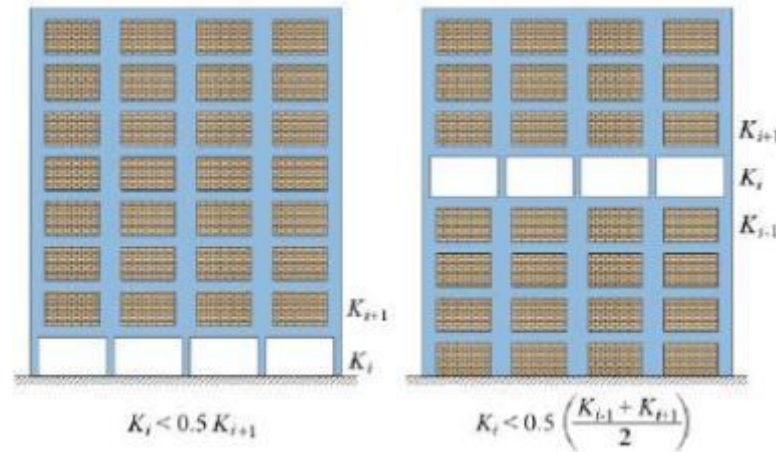 K_{i+1}
K_i
K_i < 0.5 K_{i+1}
K_{i+1}
K_i
K_{i-1}
K_i < 0.5 ( (K_{i-1} + K_{i+1}) / 2 )